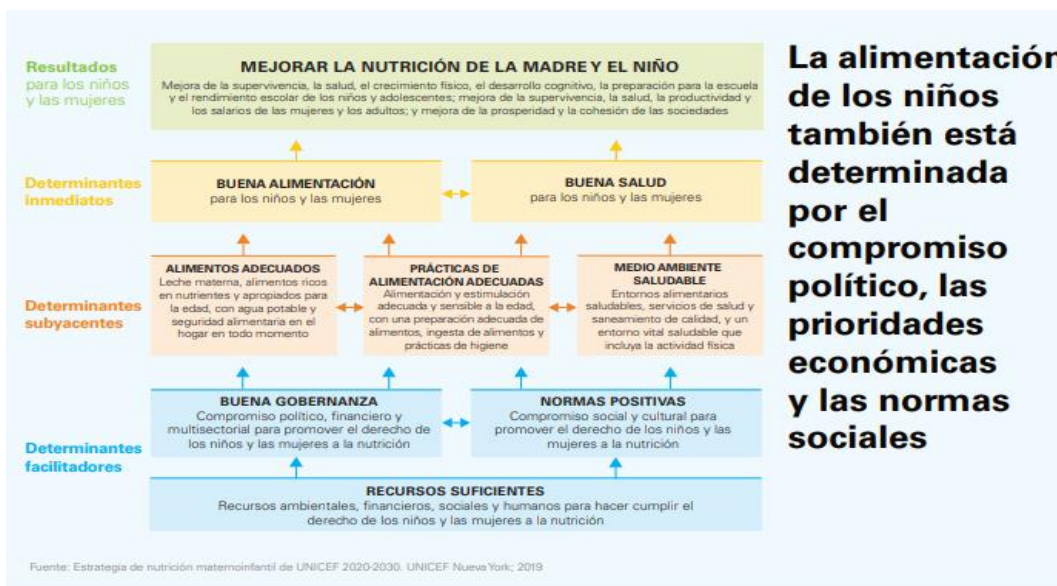 Resultados
para los niños
y las mujeres
MEJORAR LA NUTRICIÓN DE LA MADRE Y EL NIÑO
Mejora de la supervivencia, la salud, el crecimiento físico, el desarrollo cognitivo, la preparación para la escuela
y el rendimiento escolar de los niños y adolescentes; mejora de la supervivencia, la salud, la productividad y
los salarios de las mujeres y los adultos; y mejora de la prosperidad y la cohesión de las sociedades
Determinantes
inmediatos
BUENA ALIMENTACIÓN
para los niños y las mujeres
BUENA SALUD
para los niños y las mujeres
Determinantes
subyacentes
ALIMENTOS ADECUADOS
Leche materna, alimentos ricos
en nutrientes y apropiados para
la edad, con agua potable y
seguridad alimentaria en el
hogar en todo momento
PRÁCTICAS DE
ALIMENTACIÓN ADECUADAS
Alimentación y estimulación
adecuada y sensible a la edad,
con una preparación adecuada de
alimentos, ingesta de alimentos y
prácticas de higiene
MEDIO AMBIENTE
SALUDABLE
Entornos alimentarios
saludables, servicios de salud y
saneamiento de calidad, y un
entorno vital saludable que
incluya la actividad física
Determinantes
facilitadores
BUENA GOBERNANZA
Compromiso político, financiero y
multisectorial para promover el derecho de
los niños y las mujeres a la nutrición
NORMAS POSITIVAS
Compromiso social y cultural para
promover el derecho de los niños y las
mujeres a la nutrición
RECURSOS SUFICIENTES
Recursos ambientales, financieros, sociales y humanos para hacer cumplir el
derecho de los niños y las mujeres a la nutrición
La alimentación
de los niños
también está
determinada
por el
compromiso
político, las
prioridades
económicas
y las normas
sociales
Fuente: Estrategia de nutrición maternoinfantil de UNICEF 2020-2030. UNICEF Nueva York; 2019